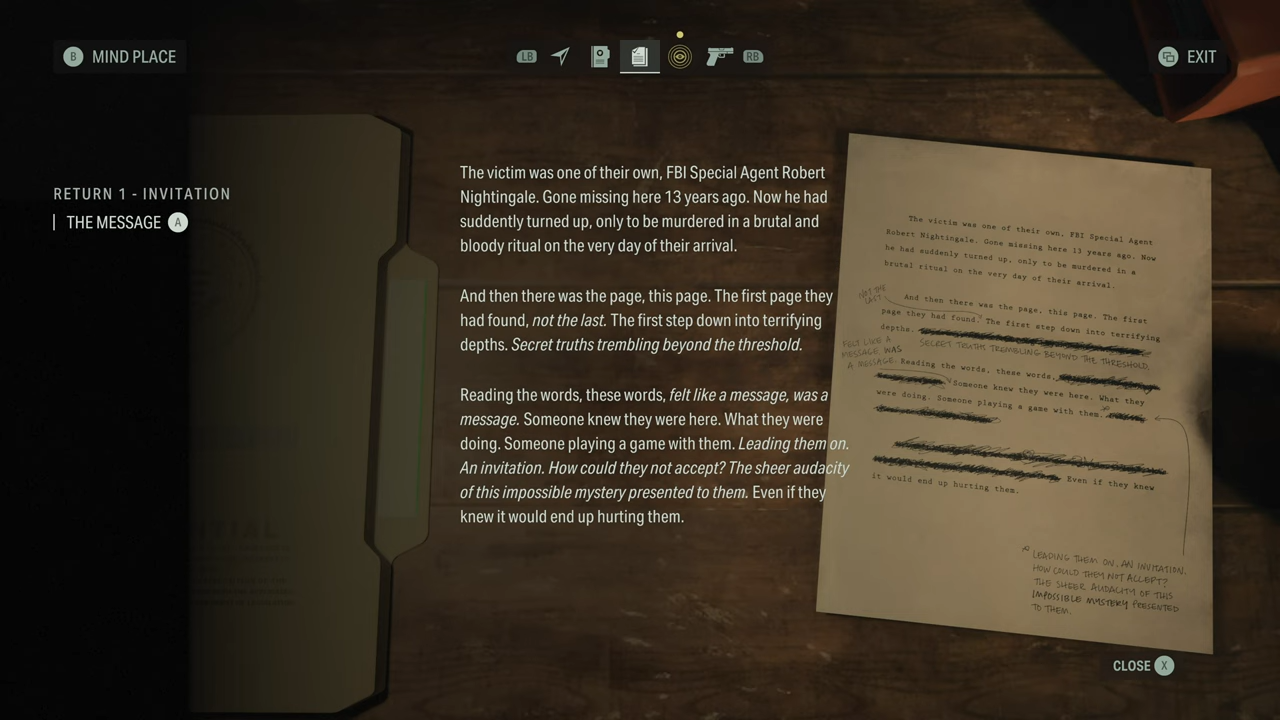 B MIND PLACE
LB
RB
EXIT
RETURN 1 - INVITATION
THE MESSAGE A
The victim was one of their own, FBI Special Agent Robert
Nightingale. Gone missing here 13 years ago. Now he had
suddently turned up, only to be murdered in a brutal and
bloody ritual on the very day of their arrival.
And then there was the page, this page. The first page they
had found, not the last. The first step down into terrifying
depths. Secret truths trembling beyond the threshold.
Reading the words, these words, felt like a message, was a
message. Someone knew they were here. What they were
doing. Someone playing a game with them. Leading them on.
An invitation. How could they not accept? The sheer audacity
of this impossible mystery presented to them. Even if they
knew it would end up hurting them.
The victim was one of their own, FBI Special Agent
Robert Nightingale. Gone missing here 13 years ago. Now
he had suddenly turned up, only to be murdered in a
brutal ritual on the very day of their arrival.
NOT THE
LAST
And then there was the page, this page. The first
page they had found. The first step down into terrifying
depths.
SECRET TRUTHS TREMBLING BEYOND THE THRESHOLD.
FELT LIKE A
MESSAGE, WAS
A MESSAGE.
Reading the words, these words,
Someone knew they were here. What they
were doing. Someone playing a game with them.
Even if they knew
it would end up hurting them.
LEADING THEM ON, AN INVITATION.
HOW COULD THEY NOT ACCEPT?
THE SHEER AUDACITY OF THIS
IMPOSSIBLE MYSTERY PRESENTED
TO THEM.
CLOSE X